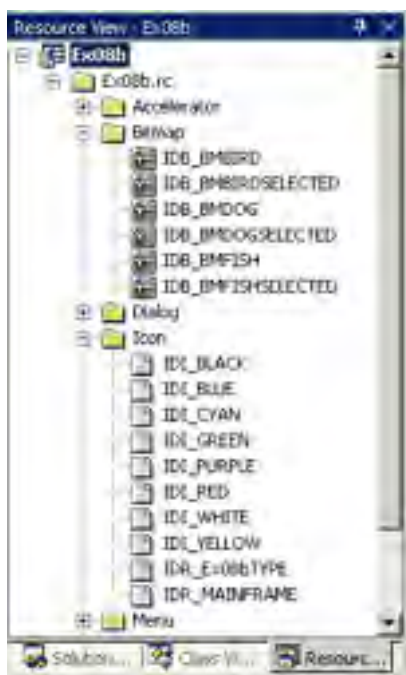 Resource View - Ex08b
Ex08b
Ex08b.rc
Accelerator
Bitmap
IDB_BMBIRD
IDB_BMBIRDSELECTED
IDB_BMDOG
IDB_BMDOGSELECTED
IDB_BMFISH
IDB_BMFISHSELECTED
Dialog
Icon
IDI_BLACK
IDI_BLUE
IDI_CYAN
IDI_GREEN
IDI_PURPLE
IDI_RED
IDI_WHITE
IDI_YELLOW
IDR_Ex08bTYPE
IDR_MAINFRAME
Menu
Solution... Class Vi... Resourc...